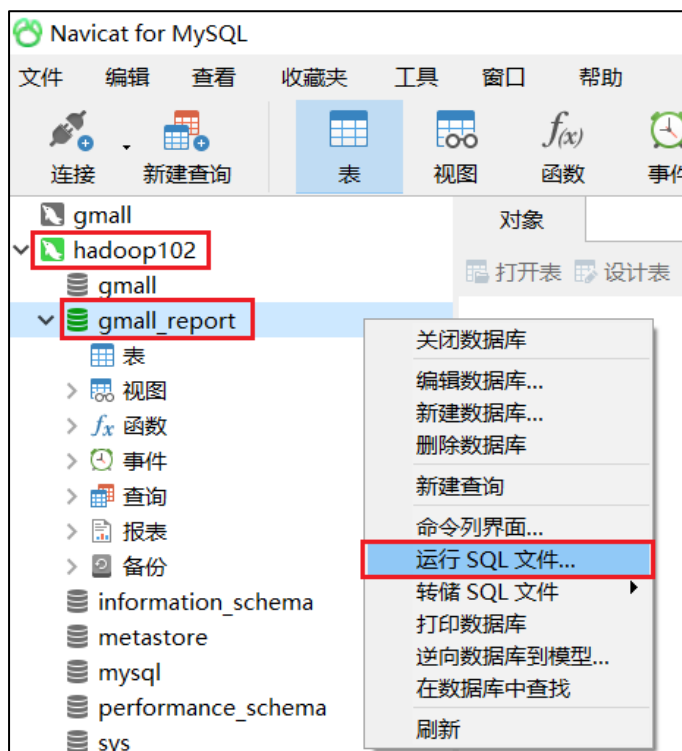 Navicat for MySQL
文件 编辑 查看 收藏夹 工具 窗口 帮助
连接 新建查询 表 视图 f(x) 函数 事件
gmall
对象
hadoop102
打开表 设计表
gmall
gmall_report
表
视图
fx 函数
事件
查询
报表
备份
information_schema
metastore
mysql
performance_schema
sys
关闭数据库
编辑数据库...
新建数据库...
删除数据库
新建查询
命令列界面...
运行 SQL 文件...
转储 SQL 文件
打印数据库
逆向数据库到模型...
在数据库中查找
刷新